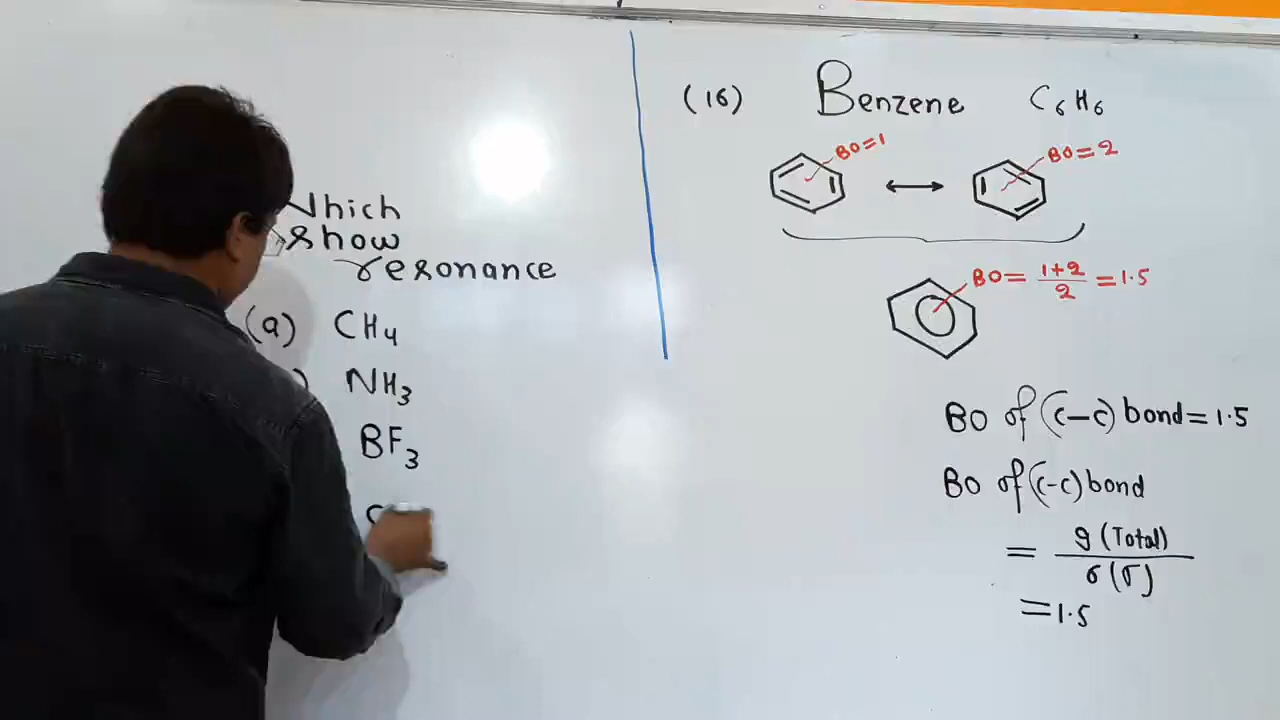 Which
show
resonance
(a) CH₄
) NH₃
BF₃
(16) Benzene C₆H₆
BO=1
BO=2
BO= 1+2/2 =1.5
BO of (C-C) bond=1.5
BO of (C-C) bond
= 9 (Total)
6 (σ)
=1.5